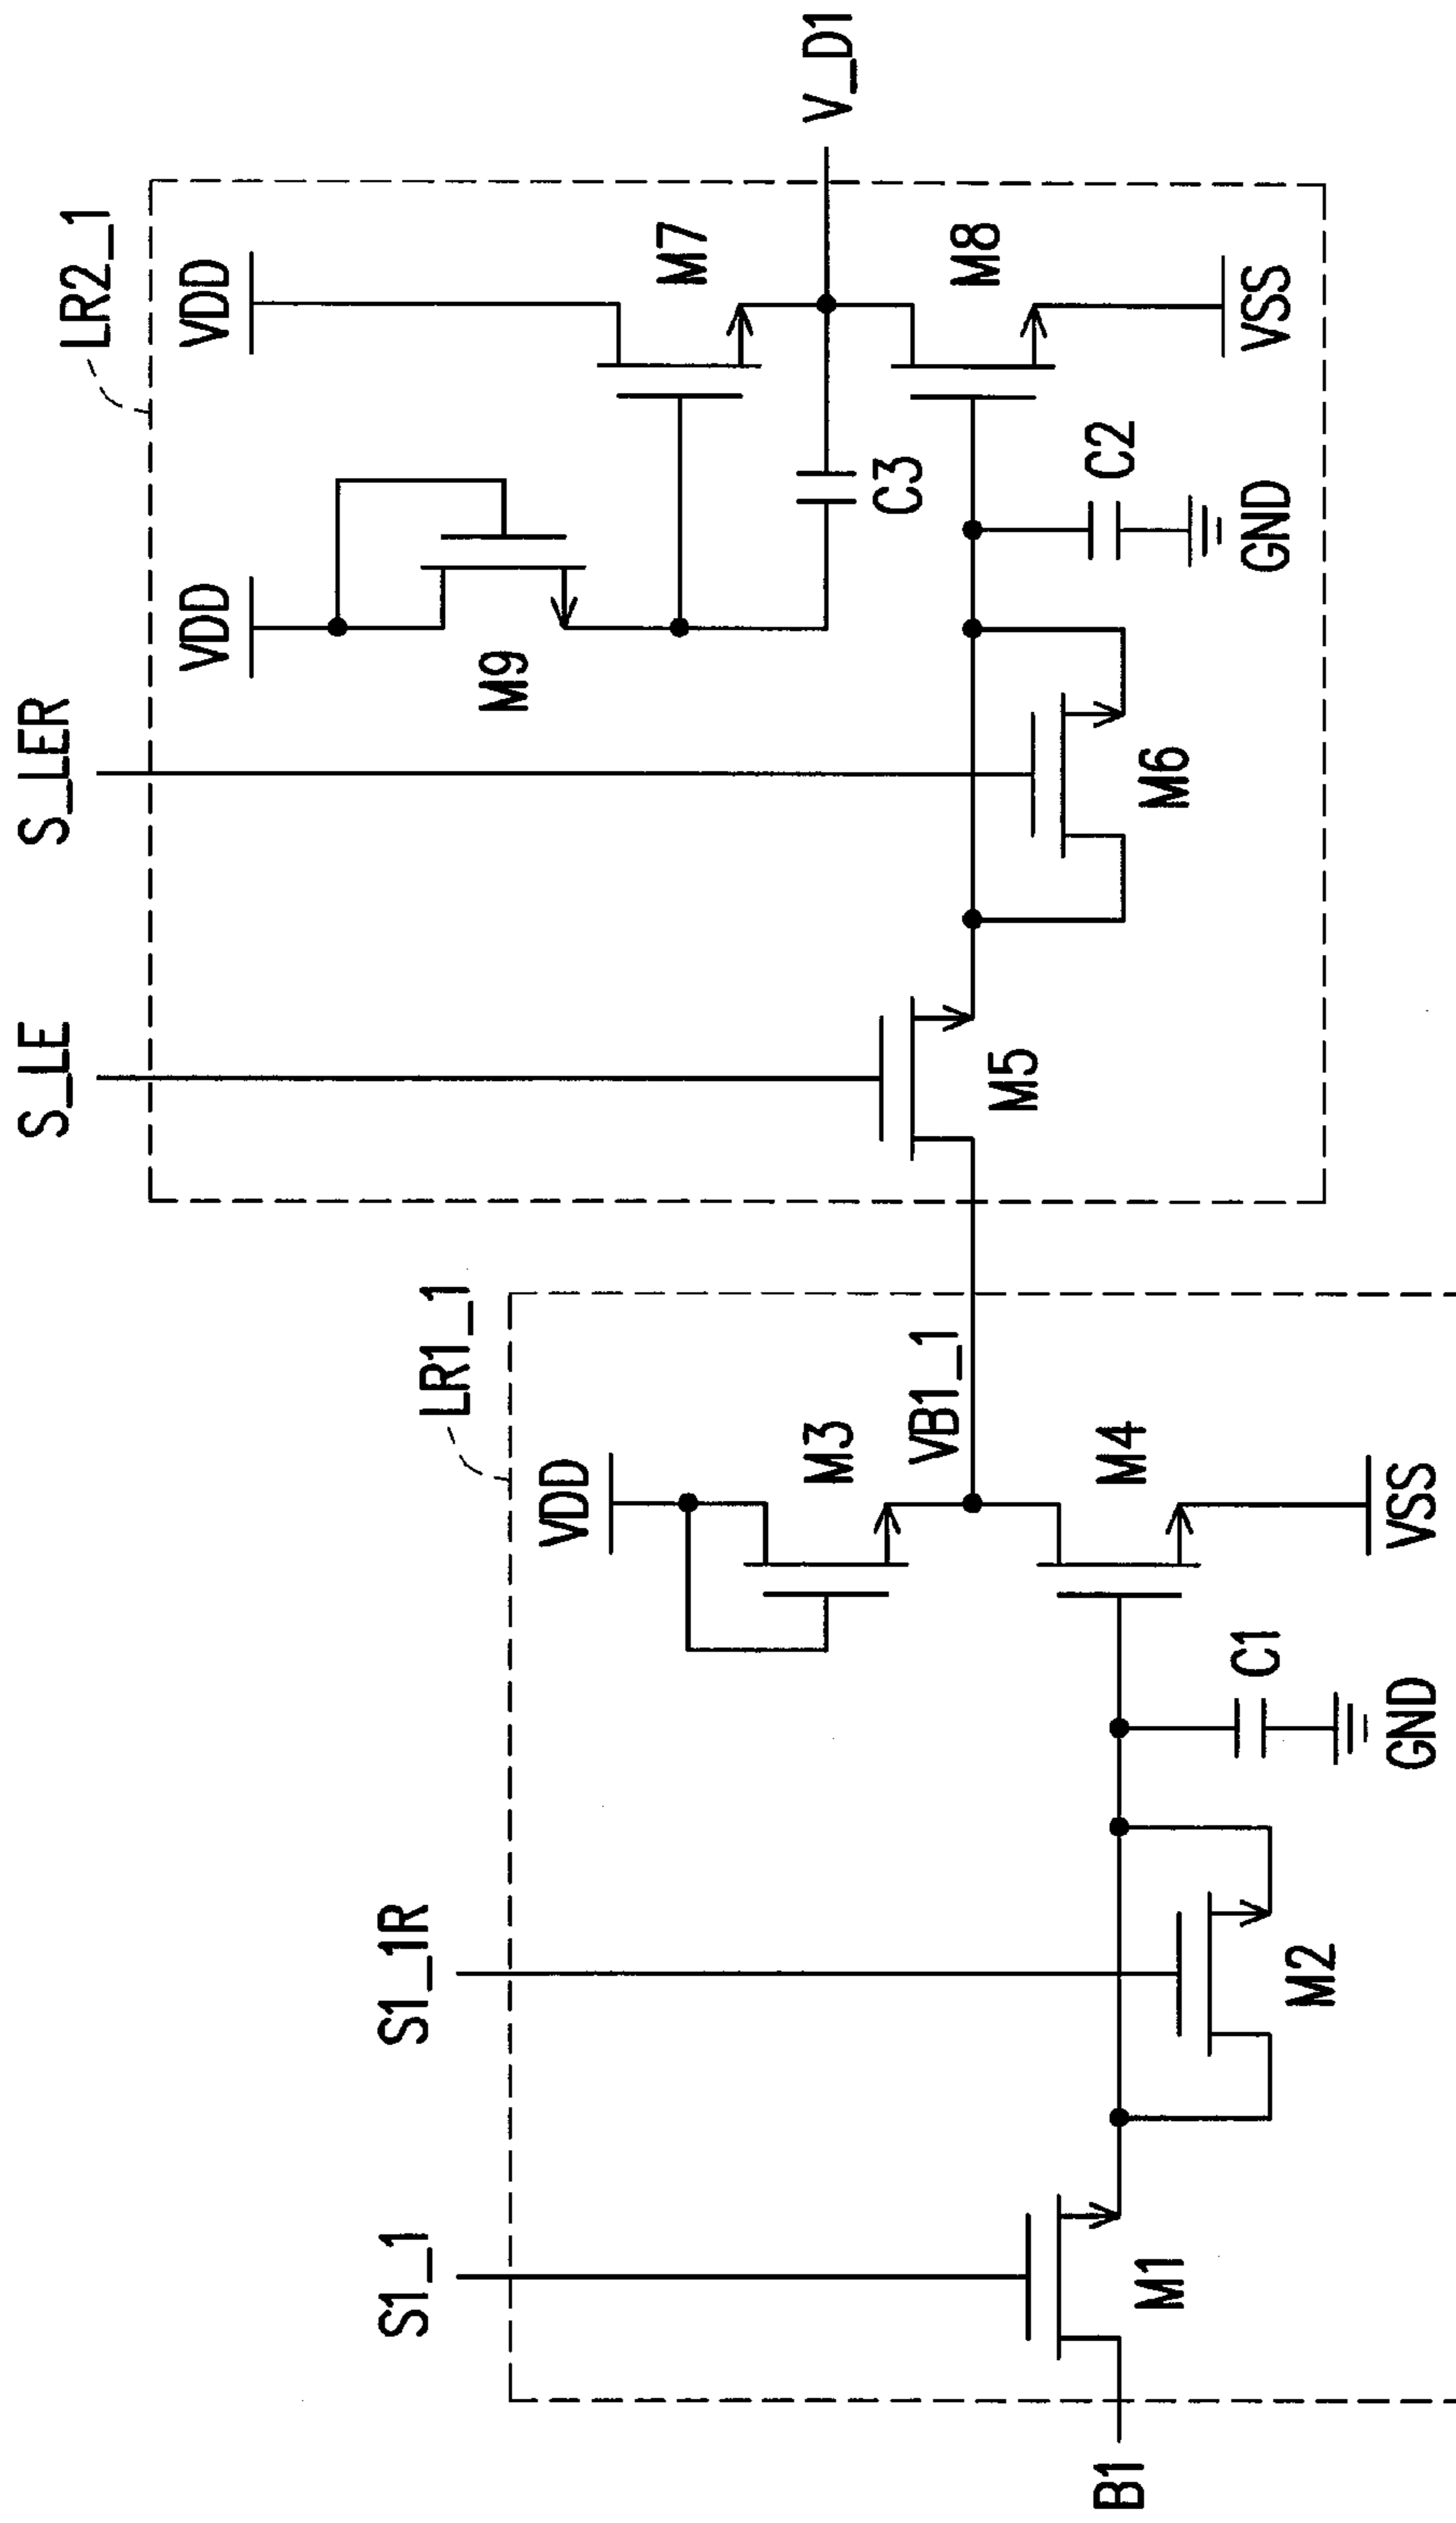 S_LE
S_LER
LR2_1
VDD
VDD
M9
M7
V_D1
C3
M8
M5
M6
C2
GND
VSS
S1_1
S1_1R
LR1_1
VDD
M3
VB1_1
M4
B1
M1
M2
C1
GND
VSS